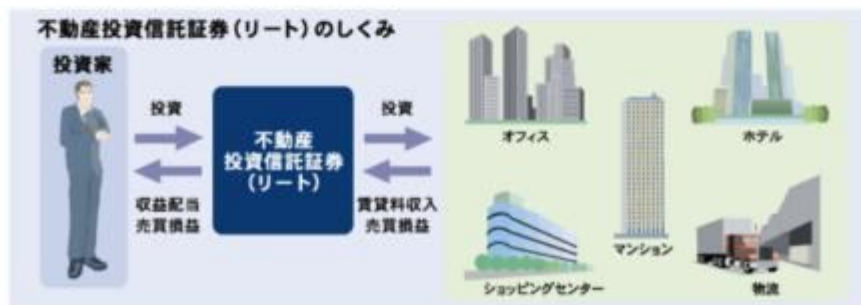 不動産投資信託証券（リート）のしくみ
投資家
投資
不動産
投資信託証券
（リート）
投資
収益配当
売買損益
賃貸料収入
売買損益
オフィス
ホテル
マンション
ショッピングセンター
物流